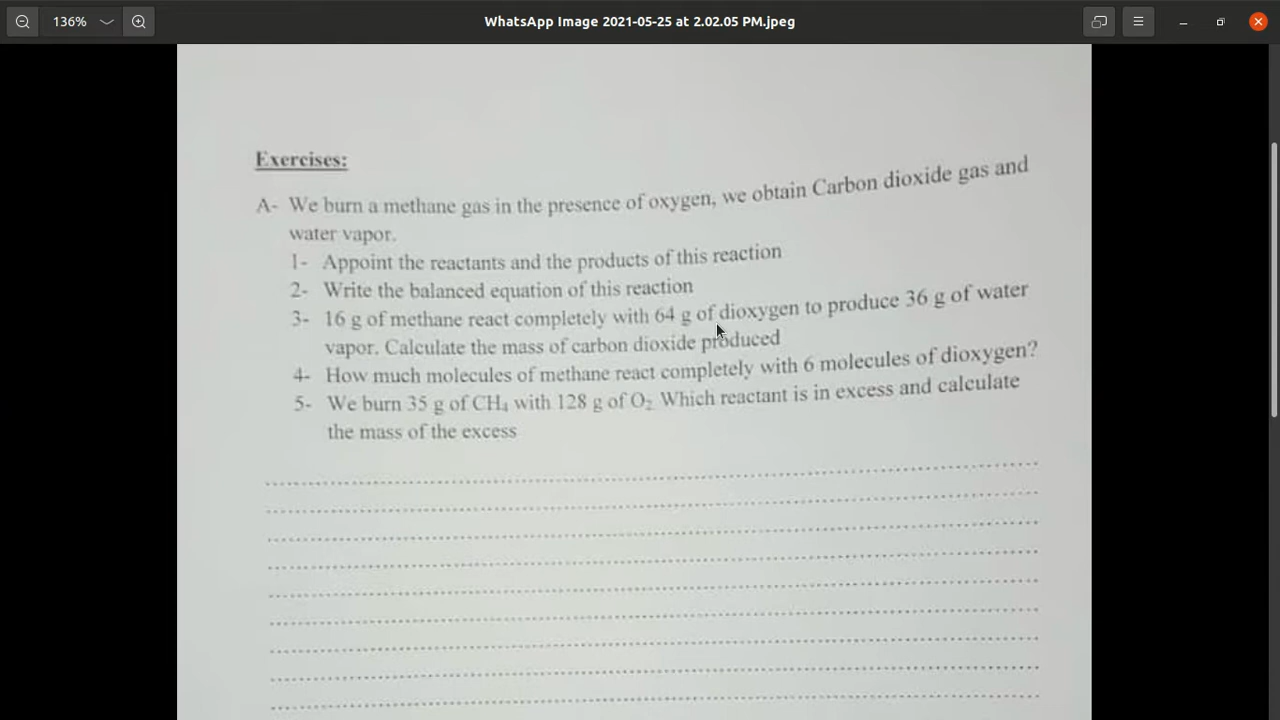 136%
WhatsApp Image 2021-05-25 at 2.02.05 PM.jpeg
Exercises:
A- We burn a methane gas in the presence of oxygen, we obtain Carbon dioxide gas and
water vapor.
1- Appoint the reactants and the products of this reaction
2- Write the balanced equation of this reaction
3- 16 g of methane react completely with 64 g of dioxygen to produce 36 g of water
vapor. Calculate the mass of carbon dioxide produced
4- How much molecules of methane react completely with 6 molecules of dioxygen?
5- We burn 35 g of CH₄ with 128 g of O₂ Which reactant is in excess and calculate
the mass of the excess